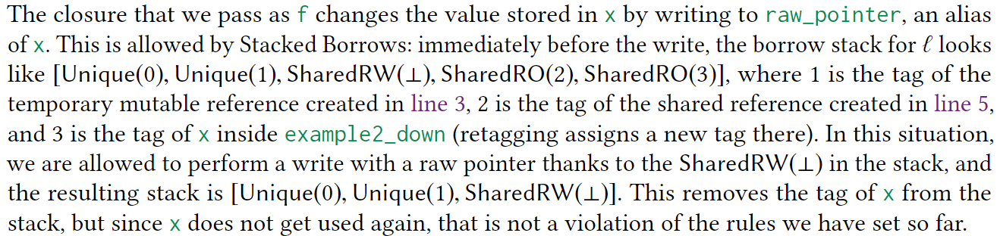 The closure that we pass as f changes the value stored in x by writing to raw_pointer, an alias
of x. This is allowed by Stacked Borrows: immediately before the write, the borrow stack for ℓ looks
like [Unique(0), Unique(1), SharedRW(⊥), SharedRO(2), SharedRO(3)], where 1 is the tag of the
temporary mutable reference created in line 3, 2 is the tag of the shared reference created in line 5,
and 3 is the tag of x inside example2_down (retagging assigns a new tag there). In this situation,
we are allowed to perform a write with a raw pointer thanks to the SharedRW(⊥) in the stack, and
the resulting stack is [Unique(0), Unique(1), SharedRW(⊥)]. This removes the tag of x from the
stack, but since x does not get used again, that is not a violation of the rules we have set so far.